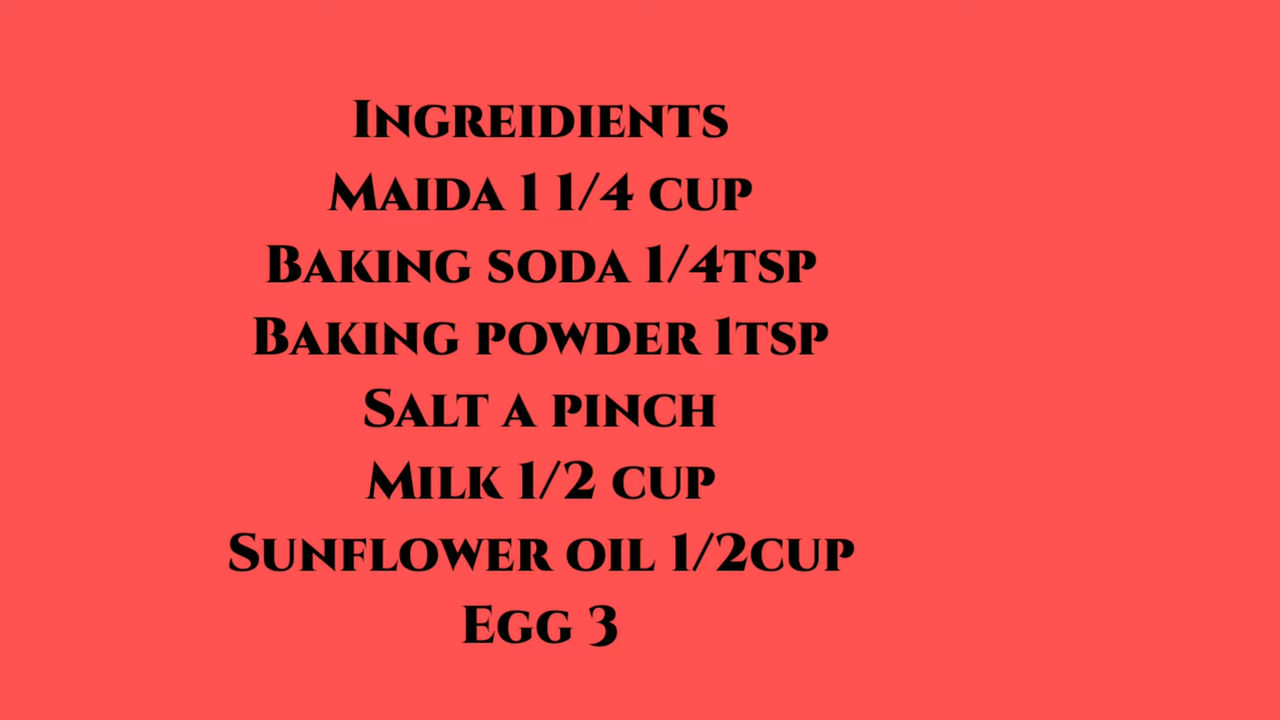 Ingreidients
Maida 1 1/4 cup
Baking soda 1/4tsp
Baking powder 1tsp
Salt a pinch
Milk 1/2 cup
Sunflower oil 1/2cup
Egg 3